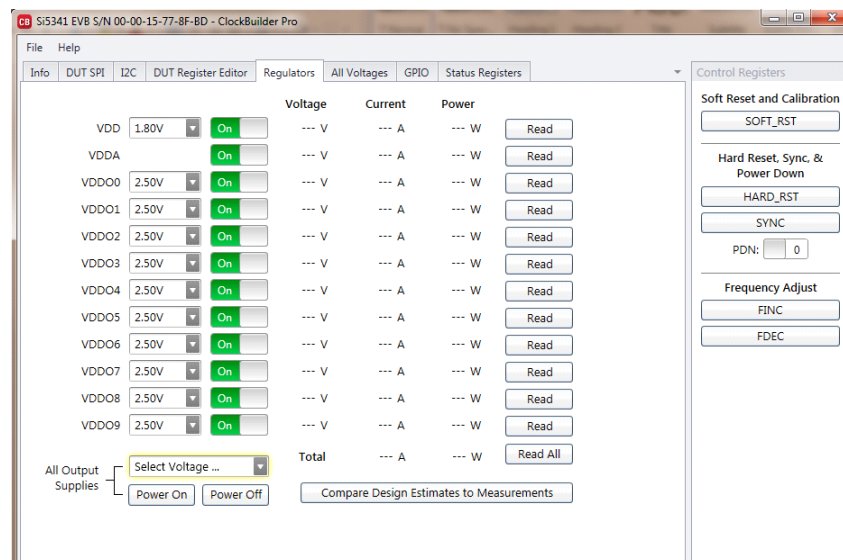 Si5341 EVB S/N 00-00-15-77-8F-BD - ClockBuilder Pro
File Help
Info DUT SPI I2C DUT Register Editor Regulators All Voltages GPIO Status Registers
Control Registers
Voltage Current Power
VDD 1.80V On --- V --- A --- W Read
VDDA On --- V --- A --- W Read
VDDO0 2.50V On --- V --- A --- W Read
VDDO1 2.50V On --- V --- A --- W Read
VDDO2 2.50V On --- V --- A --- W Read
VDDO3 2.50V On --- V --- A --- W Read
VDDO4 2.50V On --- V --- A --- W Read
VDDO5 2.50V On --- V --- A --- W Read
VDDO6 2.50V On --- V --- A --- W Read
VDDO7 2.50V On --- V --- A --- W Read
VDDO8 2.50V On --- V --- A --- W Read
VDDO9 2.50V On --- V --- A --- W Read
All Output
Supplies
Select Voltage ...
Power On Power Off
Total --- A --- W Read All
Compare Design Estimates to Measurements
Soft Reset and Calibration
SOFT_RST
Hard Reset, Sync, &
Power Down
HARD_RST
SYNC
PDN: 0
Frequency Adjust
FINC
FDEC